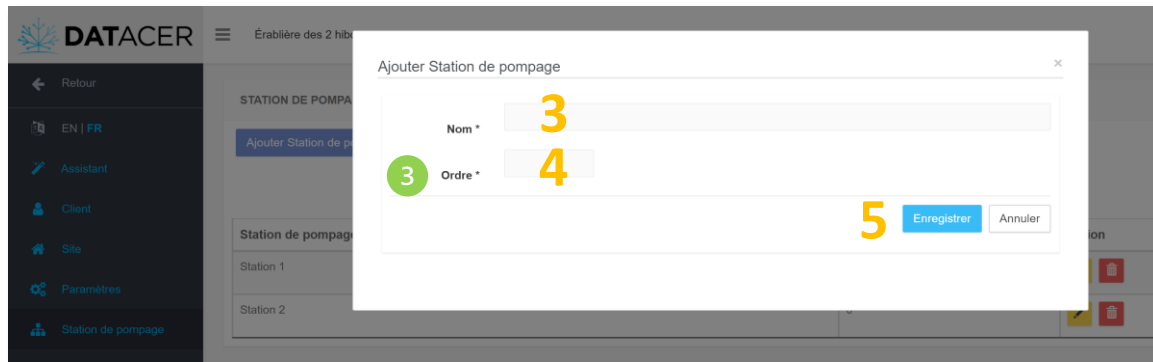 DATACER
Érablière des 2 hibo
Ajouter Station de pompage
×
Retour
STATION DE POMPA
EN | FR
Nom *
3
Ajouter Station de p
Assistant
3
Ordre *
4
Client
5
Enregistrer
Annuler
Station de pompag
ion
Site
Station 1
Paramètres
Station 2
Station de pompage